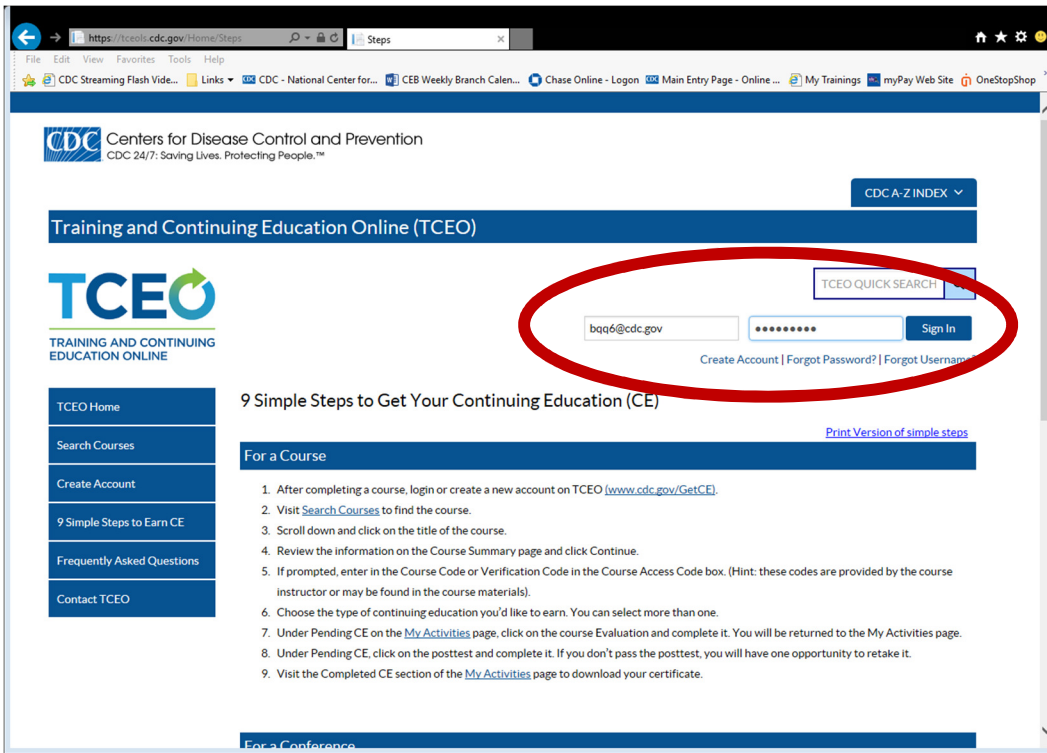 https://tceols.cdc.gov/Home/Steps
Steps
File Edit View Favorites Tools Help
CDC Streaming Flash Vide... Links CDC CDC - National Center for... CEB Weekly Branch Calen... Chase Online - Logon CDC Main Entry Page - Online ... My Trainings myPay Web Site OneStopShop
CDC Centers for Disease Control and Prevention
CDC 24/7: Saving Lives. Protecting People.™
CDC A-Z INDEX
Training and Continuing Education Online (TCEO)
TCEO
TRAINING AND CONTINUING
EDUCATION ONLINE
TCEO QUICK SEARCH
bqq6@cdc.gov ●●●●●●●●● Sign In
Create Account | Forgot Password? | Forgot Username?
TCEO Home
Search Courses
Create Account
9 Simple Steps to Earn CE
Frequently Asked Questions
Contact TCEO
9 Simple Steps to Get Your Continuing Education (CE)
Print Version of simple steps
For a Course
1. After completing a course, login or create a new account on TCEO (www.cdc.gov/GetCE).
2. Visit Search Courses to find the course.
3. Scroll down and click on the title of the course.
4. Review the information on the Course Summary page and click Continue.
5. If prompted, enter in the Course Code or Verification Code in the Course Access Code box. (Hint: these codes are provided by the course
instructor or may be found in the course materials).
6. Choose the type of continuing education you'd like to earn. You can select more than one.
7. Under Pending CE on the My Activities page, click on the course Evaluation and complete it. You will be returned to the My Activities page.
8. Under Pending CE, click on the posttest and complete it. If you don't pass the posttest, you will have one opportunity to retake it.
9. Visit the Completed CE section of the My Activities page to download your certificate.
For a Conference